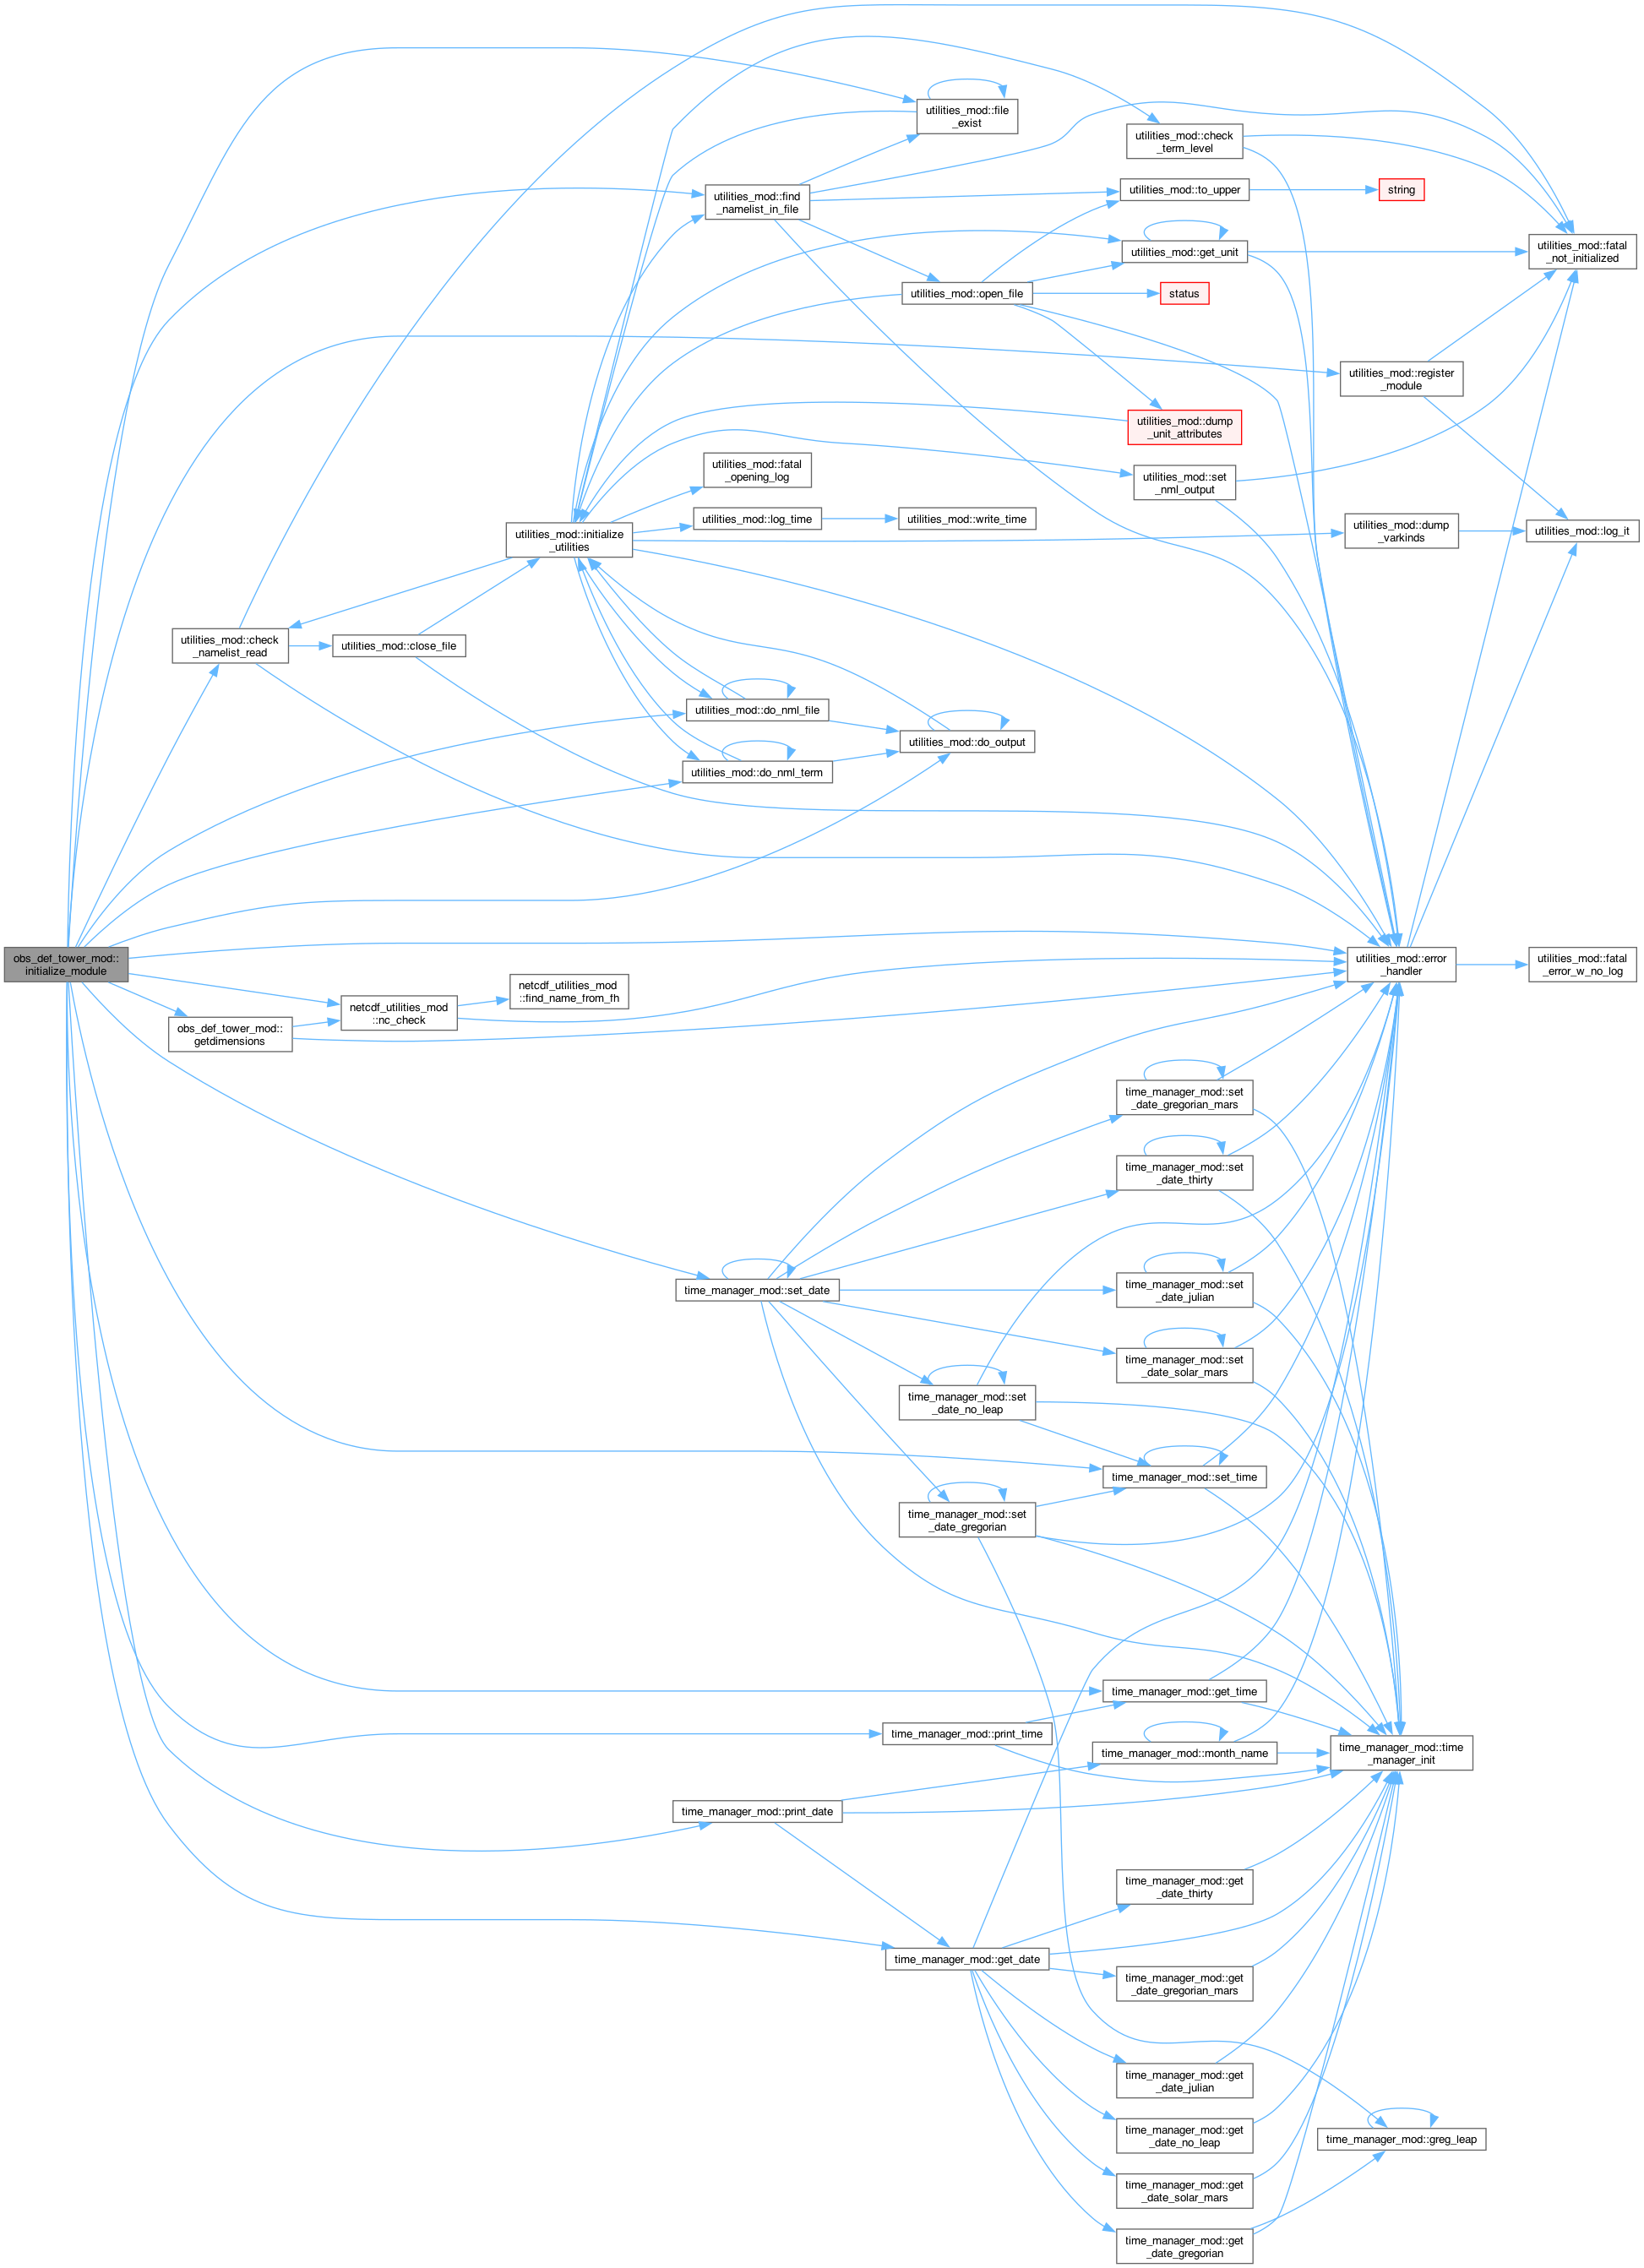 utilities_mod::file
_exist
utilities_mod::check
_term_level
utilities_mod::find
_namelist_in_file
utilities_mod::to_upper
string
utilities_mod::get_unit
utilities_mod::fatal
_not_initialized
utilities_mod::open_file
status
utilities_mod::register
_module
utilities_mod::dump
_unit_attributes
utilities_mod::fatal
_opening_log
utilities_mod::set
_nml_output
utilities_mod::log_time
utilities_mod::write_time
utilities_mod::initialize
_utilities
utilities_mod::dump
_varkinds
utilities_mod::log_it
utilities_mod::check
_namelist_read
utilities_mod::close_file
utilities_mod::do_nml_file
utilities_mod::do_output
utilities_mod::do_nml_term
obs_def_tower_mod::
initialize_module
utilities_mod::error
_handler
utilities_mod::fatal
_error_w_no_log
netcdf_utilities_mod
::find_name_from_fh
netcdf_utilities_mod
::nc_check
obs_def_tower_mod::
getdimensions
time_manager_mod::set
_date_gregorian_mars
time_manager_mod::set
_date_thirty
time_manager_mod::set_date
time_manager_mod::set
_date_julian
time_manager_mod::set
_date_solar_mars
time_manager_mod::set
_date_no_leap
time_manager_mod::set_time
time_manager_mod::set
_date_gregorian
time_manager_mod::get_time
time_manager_mod::print_time
time_manager_mod::month_name
time_manager_mod::time
_manager_init
time_manager_mod::print_date
time_manager_mod::get
_date_thirty
time_manager_mod::get_date
time_manager_mod::get
_date_gregorian_mars
time_manager_mod::get
_date_julian
time_manager_mod::get
_date_no_leap
time_manager_mod::greg_leap
time_manager_mod::get
_date_solar_mars
time_manager_mod::get
_date_gregorian